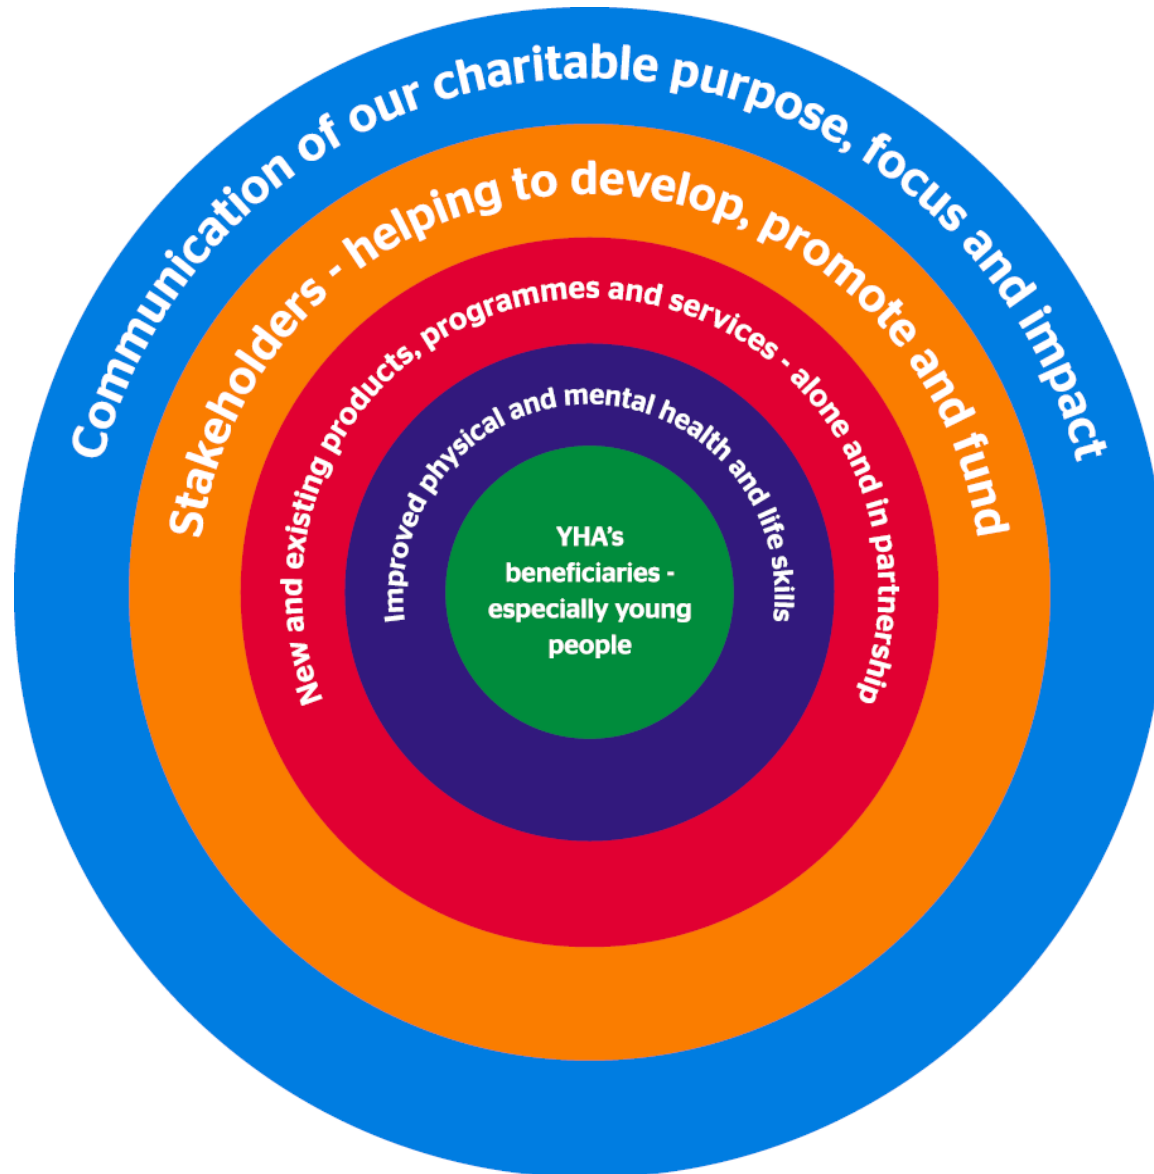 Communication of our charitable purpose, focus and impact
Stakeholders - helping to develop, promote and fund
New and existing products, programmes and services - alone and in partnership
Improved physical and mental health and life skills
YHA’s
beneficiaries -
especially young
people